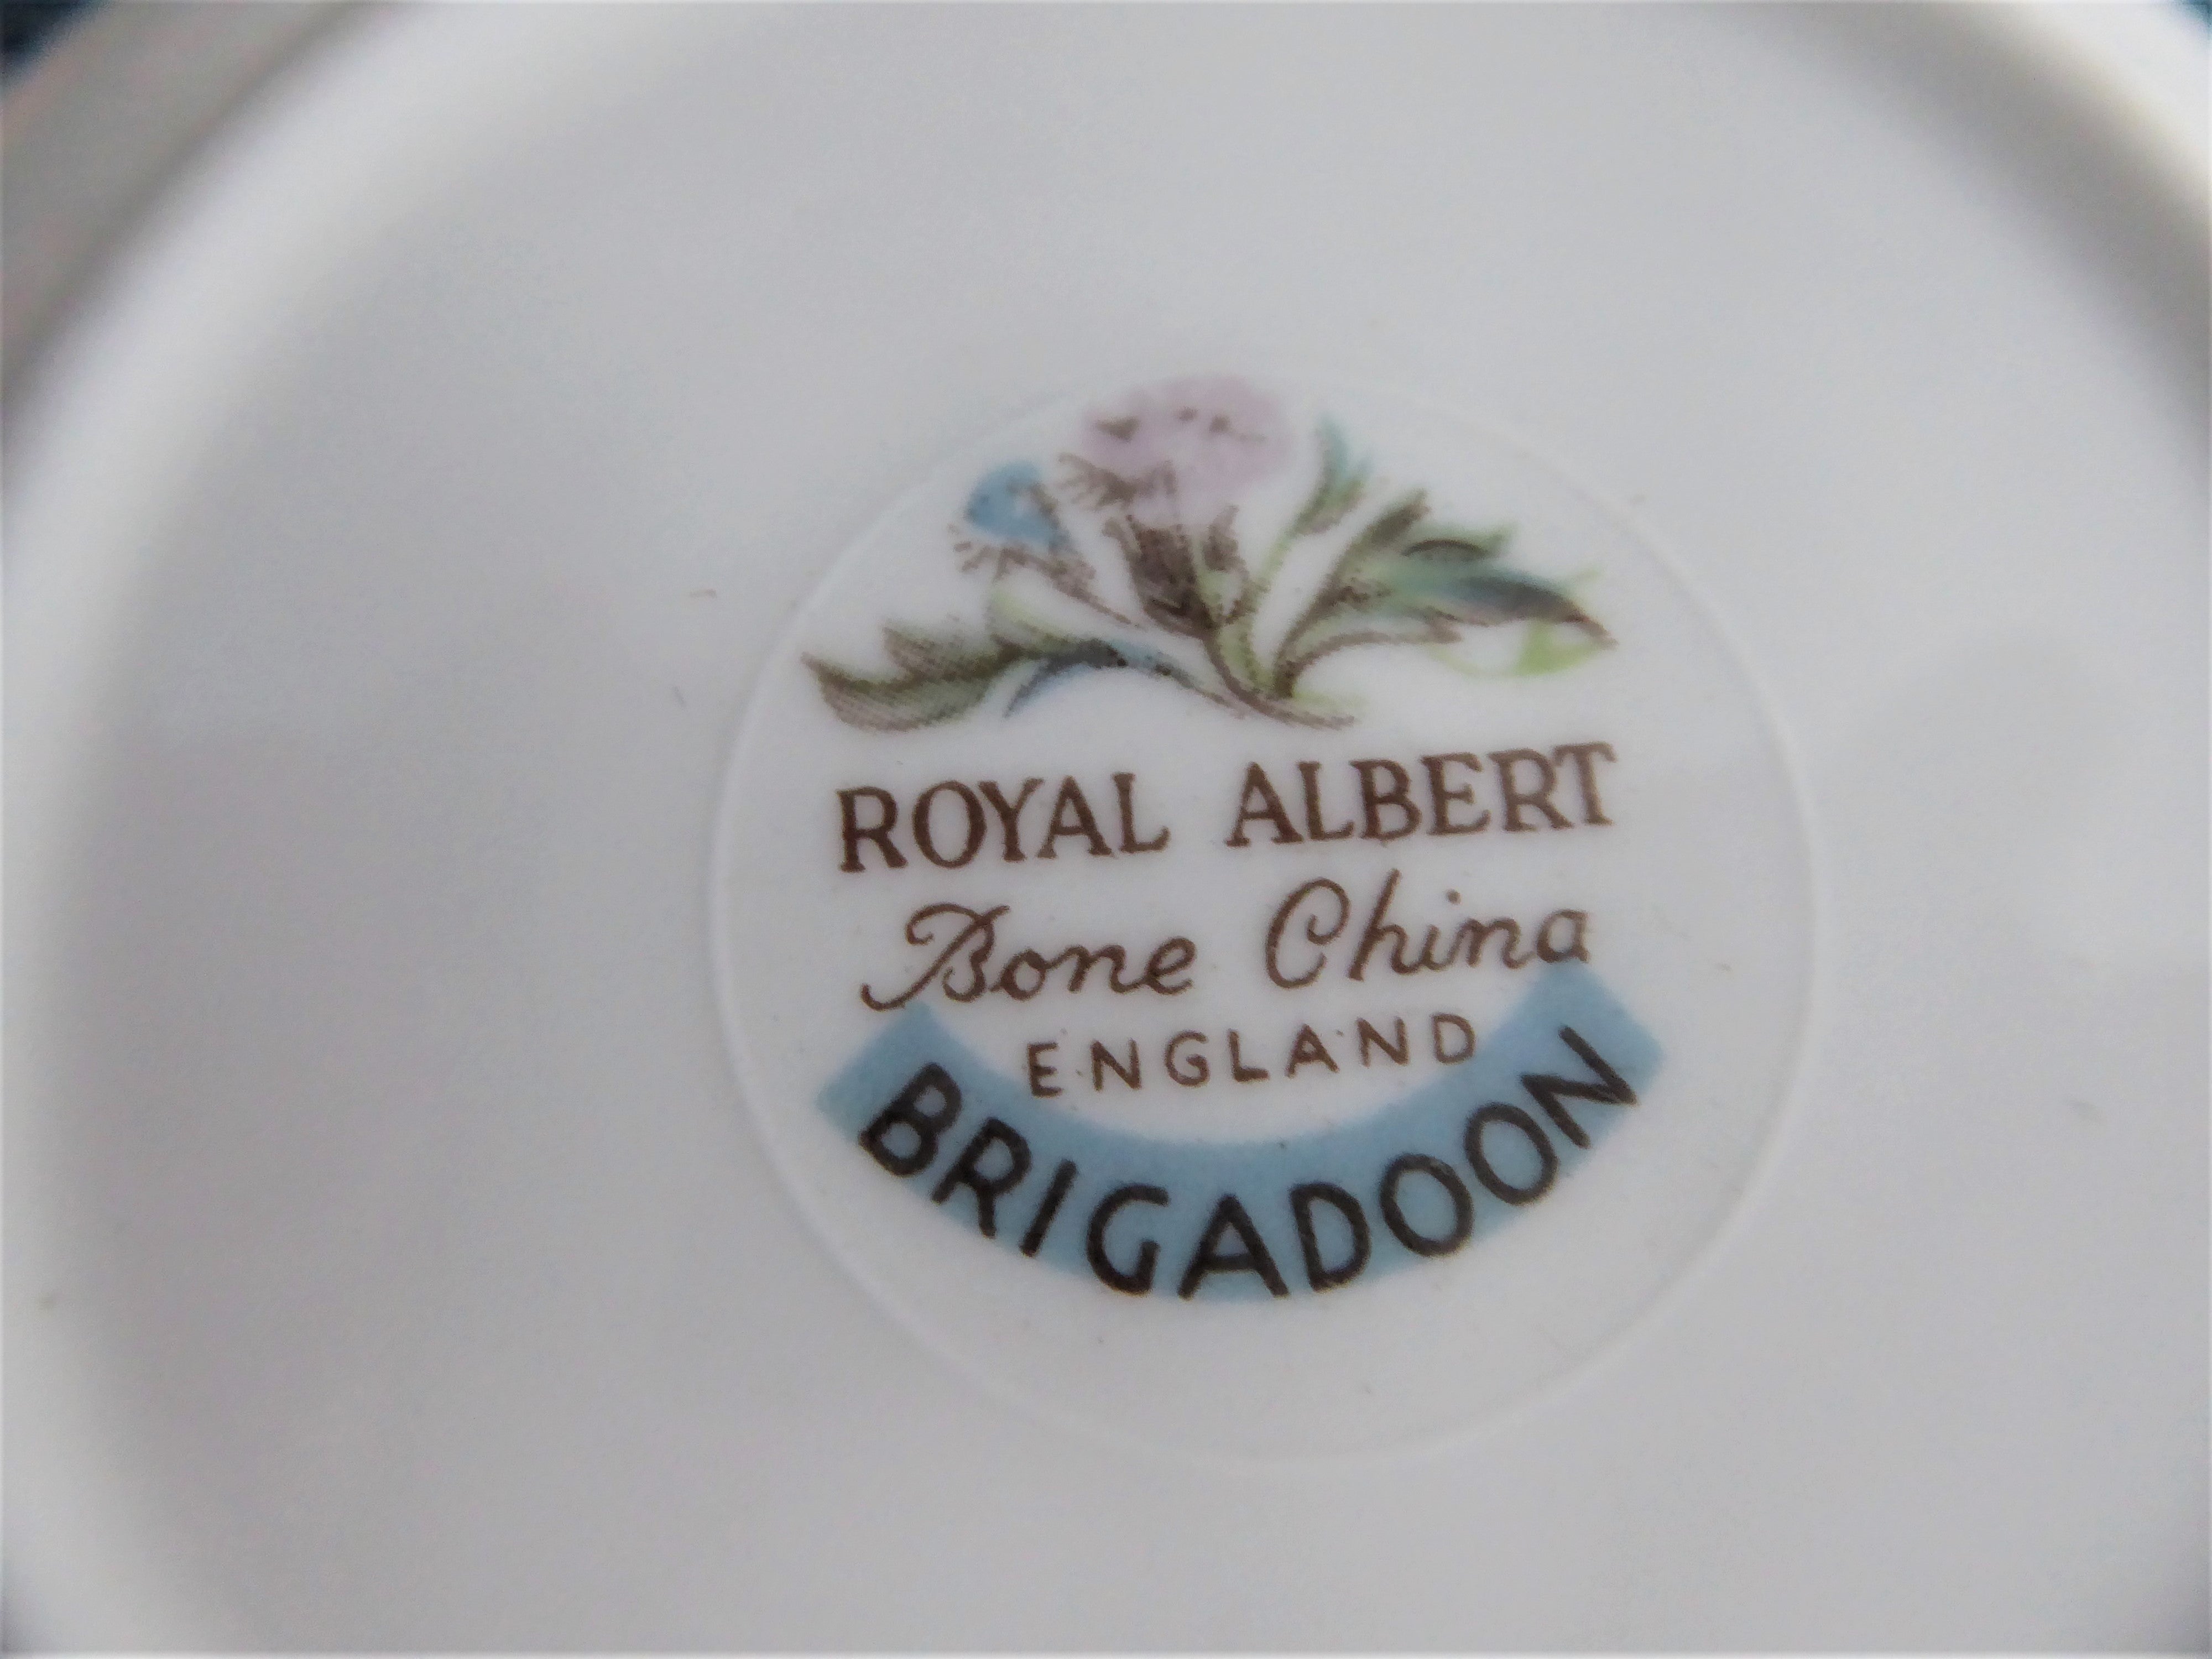 ROYAL ALBERT
Bone China
ENGLAND
BRIGADOON